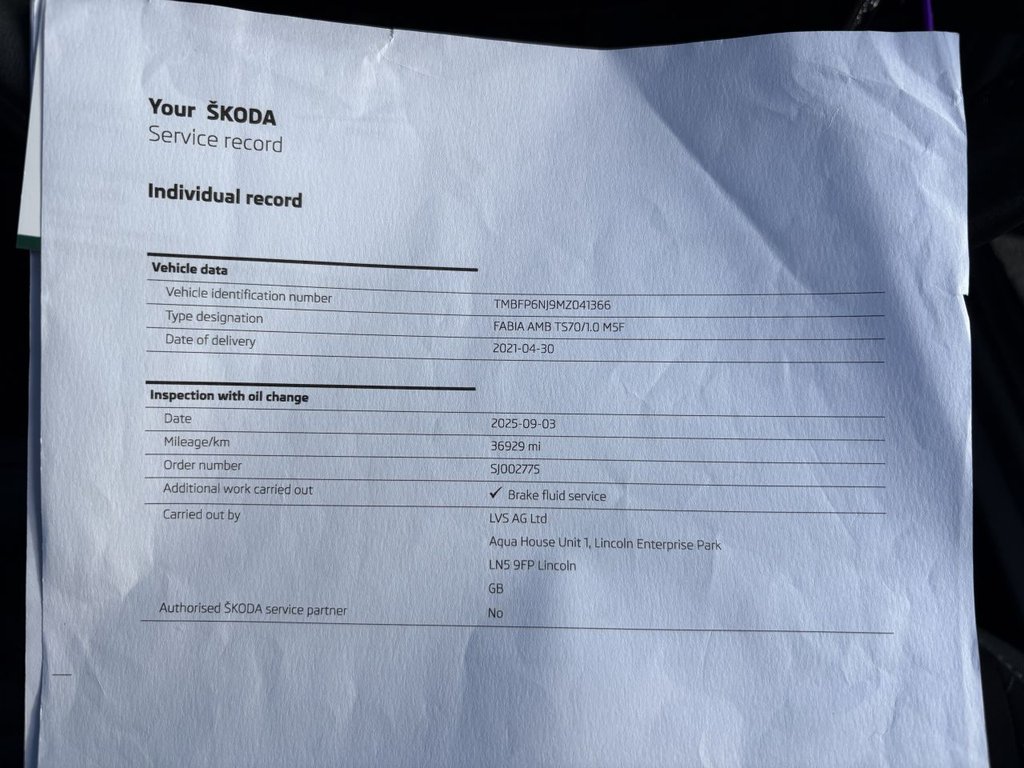 Your ŠKODA
Service record
Individual record
Vehicle data
Vehicle identification number TMBFP6NJ9MZ041366
Type designation FABIA AMB TS70/1.0 M5F
Date of delivery 2021-04-30
Inspection with oil change
Date 2025-09-03
Mileage/km 36929 mi
Order number SJ002775
Additional work carried out ✓ Brake fluid service
Carried out by LVS AG Ltd
Aqua House Unit 1, Lincoln Enterprise Park
LN5 9FP Lincoln
GB
Authorised ŠKODA service partner No